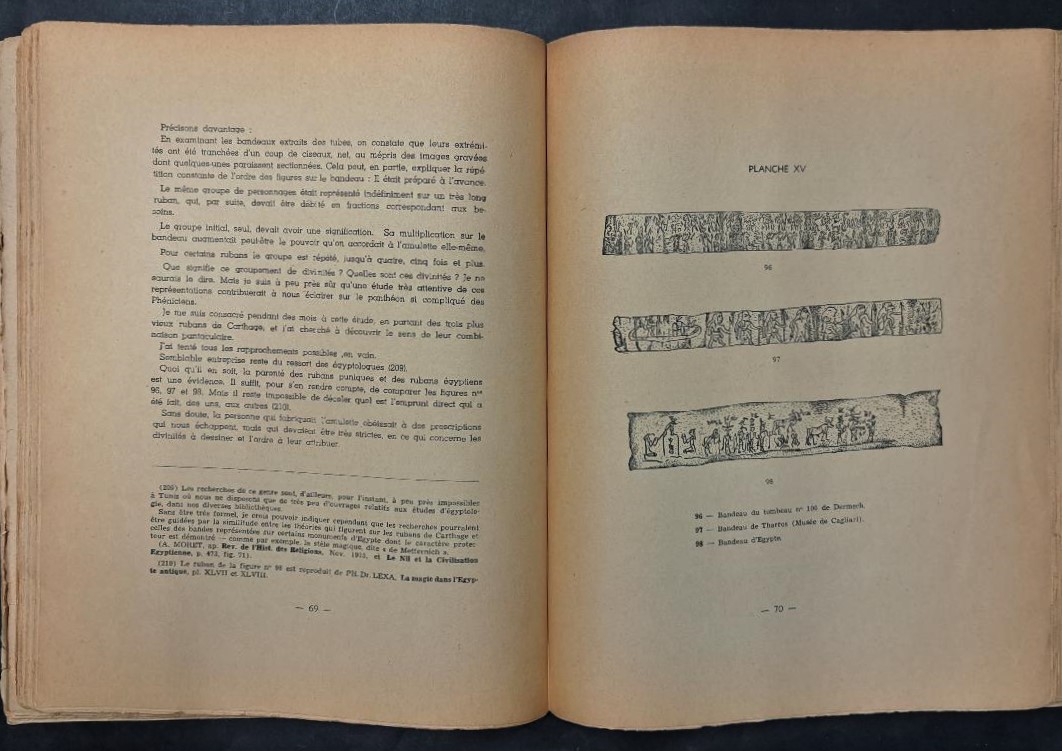 Précisons davantage :
En examinant les bandeaux extraits des tubes, on constate que leurs extrémi-
tés ont été tranchées d'un coup de ciseaux, net, au mépris des images gravées
dont quelques-unes paraissent sectionnées. Cela peut, en partie, expliquer la répé
tition constante de l'ordre des figures sur le bandeau : Il était préparé à l'avance.
Le même groupe de personnages était représenté indéfiniment sur un très long
ruban, qui, par suite, devait être débité en fractions correspondant aux be-
soins.
Le groupe initial, seul, devait avoir une signification. Sa multiplication sur le
bandeau augmentait peut-être le pouvoir qu'on accordait à l'amulette elle-même.
Pour certains rubans le groupe est répété, jusqu'à quatre, cinq fois et plus.
Que signifie ce groupement de divinités ? Quelles sont ces divinités ? Je ne
saurais le dire. Mais je suis à peu près sûr qu'une étude très attentive de ces
représentations contribuerait à nous éclairer sur le panthéon si compliqué des
Phéniciens.
Je me suis consacré pendant des mois à cette étude, en partant des trois plus
vieux rubans de Carthage, et j'ai cherché à découvrir le sens de leur combi-
naison pantaculaire.
J'ai tenté tous les rapprochements possibles ,en vain.
Semblable entreprise reste du ressort des égyptologues (209).
Quoi qu'il en soit, la parenté des rubans puniques et des rubans égyptiens
est une évidence. Il suffit, pour s'en rendre compte, de comparer les figures nos
96, 97 et 98. Mais il reste impossible de déceler quel est l'emprunt direct qui a
été fait, des uns, aux autres (210).
Sans doute, la personne qui fabriquait l'amulette obéissait à des prescriptions
qui nous échappent, mais qui devaient être très strictes, en ce qui concerne les
divinités à dessiner et l'ordre à leur attribuer.
(209) Les recherches de ce genre sont, d'ailleurs, pour l'instant, à peu près impossibles
à Tunis où nous ne disposons que de très peu d'ouvrages relatifs aux études d'égyptolo-
gie, dans nos diverses bibliothèques.
Sans être très formel, je crois pouvoir indiquer cependant que les recherches pourraient
être guidées par la similitude entre les théories qui figurent sur les rubans de Carthage et
celles des bandes représentées sur certains monuments d'Egypte dont le caractère protec-
teur est démontré — comme par exemple, la stèle magique, dite « de Metternich ».
(A. MORET, ap. Rev. de l'Hist. des Religions, Nov. 1915, et Le Nil et la Civilisation
Egyptienne, p. 473, fig. 71).
(210) Le ruban de la figure n° 98 est reproduit de Dr. LEXA, La magie dans l'Egyp-
te antique, pl. XLVII et XLVIII.
— 69 —
PLANCHE XV
96
97
98
96 — Bandeau du tombeau n° 106 de Dermech.
97 — Bandeau de Tharros (Musée de Cagliari).
98 — Bandeau d'Egypte
— 70 —